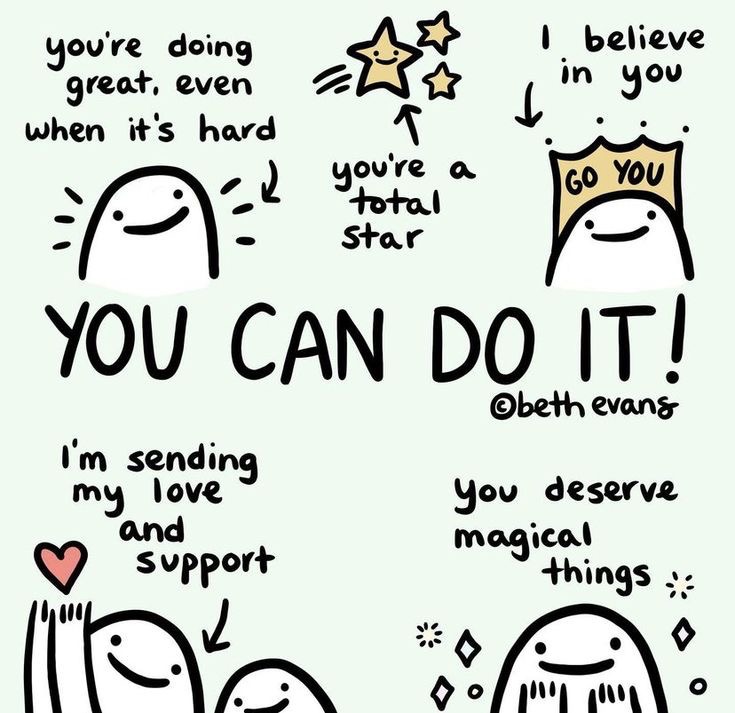 you're doing
great, even
when it's hard
you're a
total
star
I believe
in you
GO YOU
YOU CAN DO IT!
©beth evans
I'm sending
my love
and
support
you deserve
magical
things